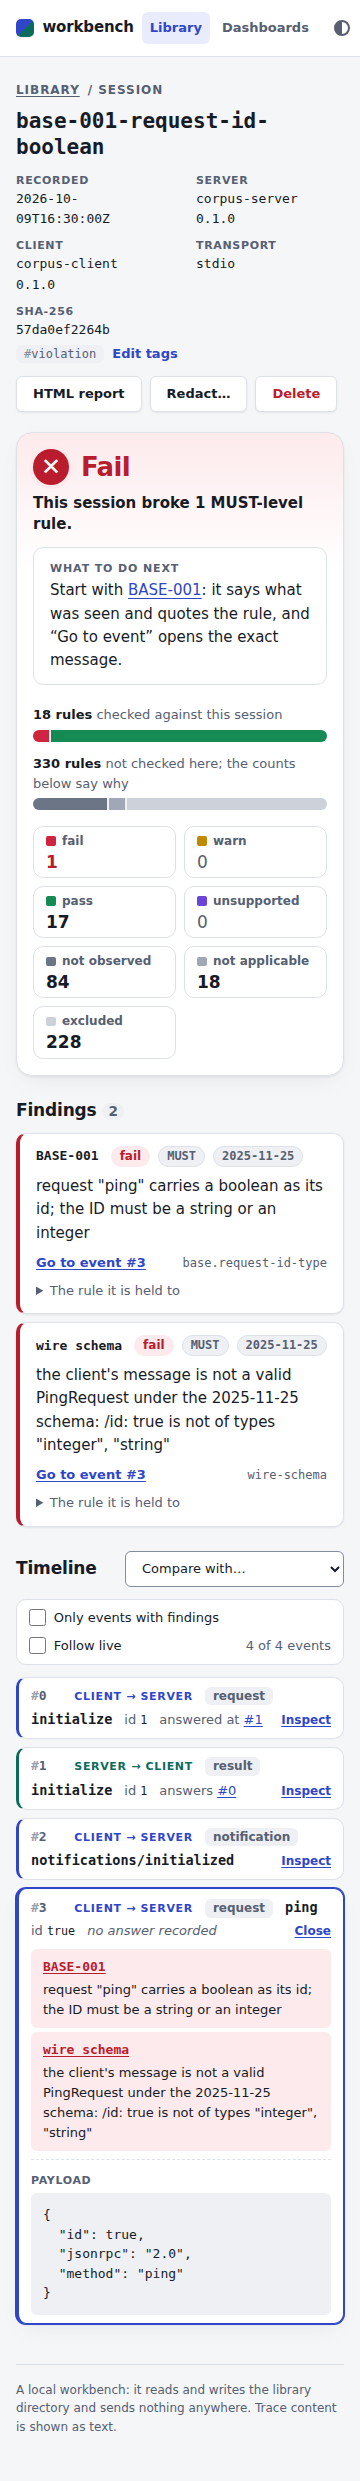 workbench Library Dashboards
LIBRARY / SESSION
base-001-request-id-
boolean
RECORDED SERVER
2026-10- corpus-server
09T16:30:00Z 0.1.0
CLIENT TRANSPORT
corpus-client stdio
0.1.0
SHA-256
57da0ef2264b
#violation Edit tags
HTML report Redact… Delete
Fail
This session broke 1 MUST-level
rule.
WHAT TO DO NEXT
Start with BASE-001: it says what
was seen and quotes the rule, and
“Go to event” opens the exact
message.
18 rules checked against this session
330 rules not checked here; the counts
below say why
fail warn
1 0
pass unsupported
17 0
not observed not applicable
84 18
excluded
228
Findings 2
BASE-001 fail MUST 2025-11-25
request "ping" carries a boolean as its
id; the ID must be a string or an
integer
Go to event #3 base.request-id-type
▶ The rule it is held to
wire schema fail MUST 2025-11-25
the client's message is not a valid
PingRequest under the 2025-11-25
schema: /id: true is not of types
"integer", "string"
Go to event #3 wire-schema
▶ The rule it is held to
Timeline Compare with…
Only events with findings
Follow live 4 of 4 events
#0 CLIENT → SERVER request
initialize id 1 answered at #1 Inspect
#1 SERVER → CLIENT result
initialize id 1 answers #0 Inspect
#2 CLIENT → SERVER notification
notifications/initialized Inspect
#3 CLIENT → SERVER request ping
id true no answer recorded Close
BASE-001
request "ping" carries a boolean as its id;
the ID must be a string or an integer
wire schema
the client's message is not a valid
PingRequest under the 2025-11-25
schema: /id: true is not of types "integer",
"string"
PAYLOAD
{
  "id": true,
  "jsonrpc": "2.0",
  "method": "ping"
}
A local workbench: it reads and writes the library
directory and sends nothing anywhere. Trace content
is shown as text.